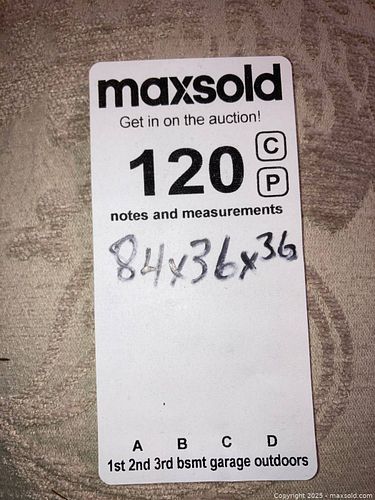 maxsold
Get in on the auction!
120
C
P
notes and measurements
84x36x36
A B C D
1st 2nd 3rd bsmt garage outdoors
Copyright 2025 - maxsold.com